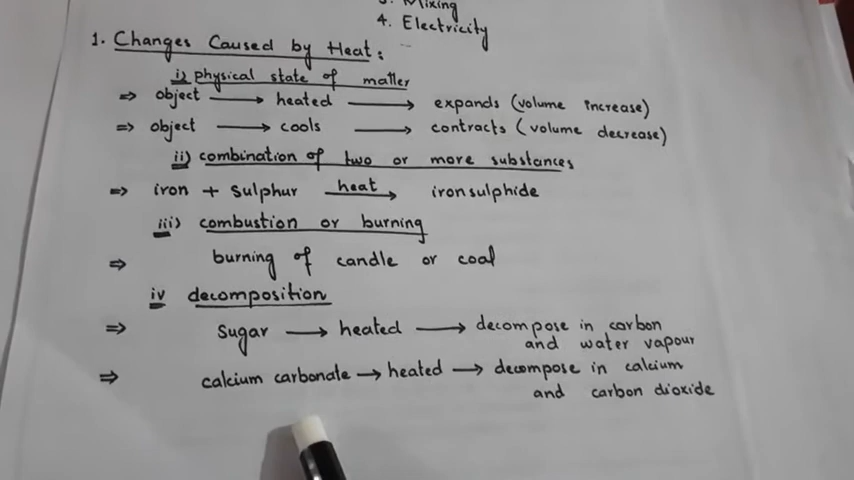 3. Mixing
4. Electricity
1. Changes Caused by Heat:
i) physical state of matter
⇒ object → heated → expands (volume increase)
⇒ object → cools → contracts (volume decrease)
ii) combination of two or more substances
⇒ iron + sulphur heat → iron sulphide
iii) combustion or burning
⇒ burning of candle or coal
iv decomposition
⇒ sugar → heated → decompose in carbon
and water vapour
⇒ calcium carbonate → heated → decompose in calcium
and carbon dioxide